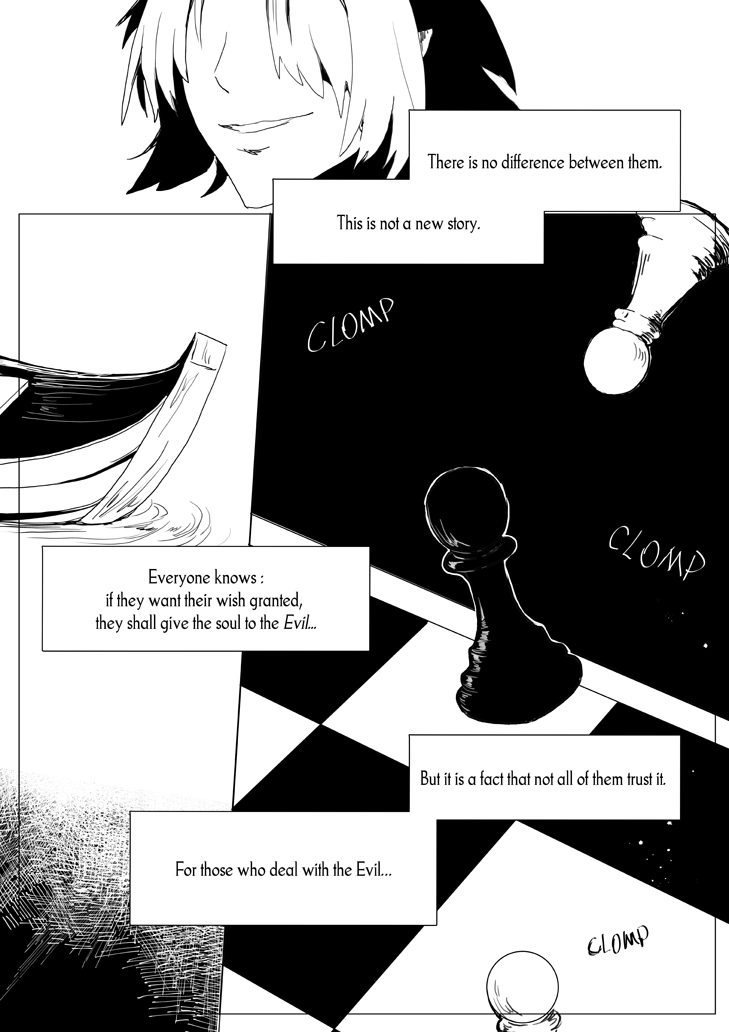 There is no difference between them.
This is not a new story.
CLOMP
CLOMP
Everyone knows :
if they want their wish granted,
they shall give the soul to the Evil...
But it is a fact that not all of them trust it.
For those who deal with the Evil...
CLOMP